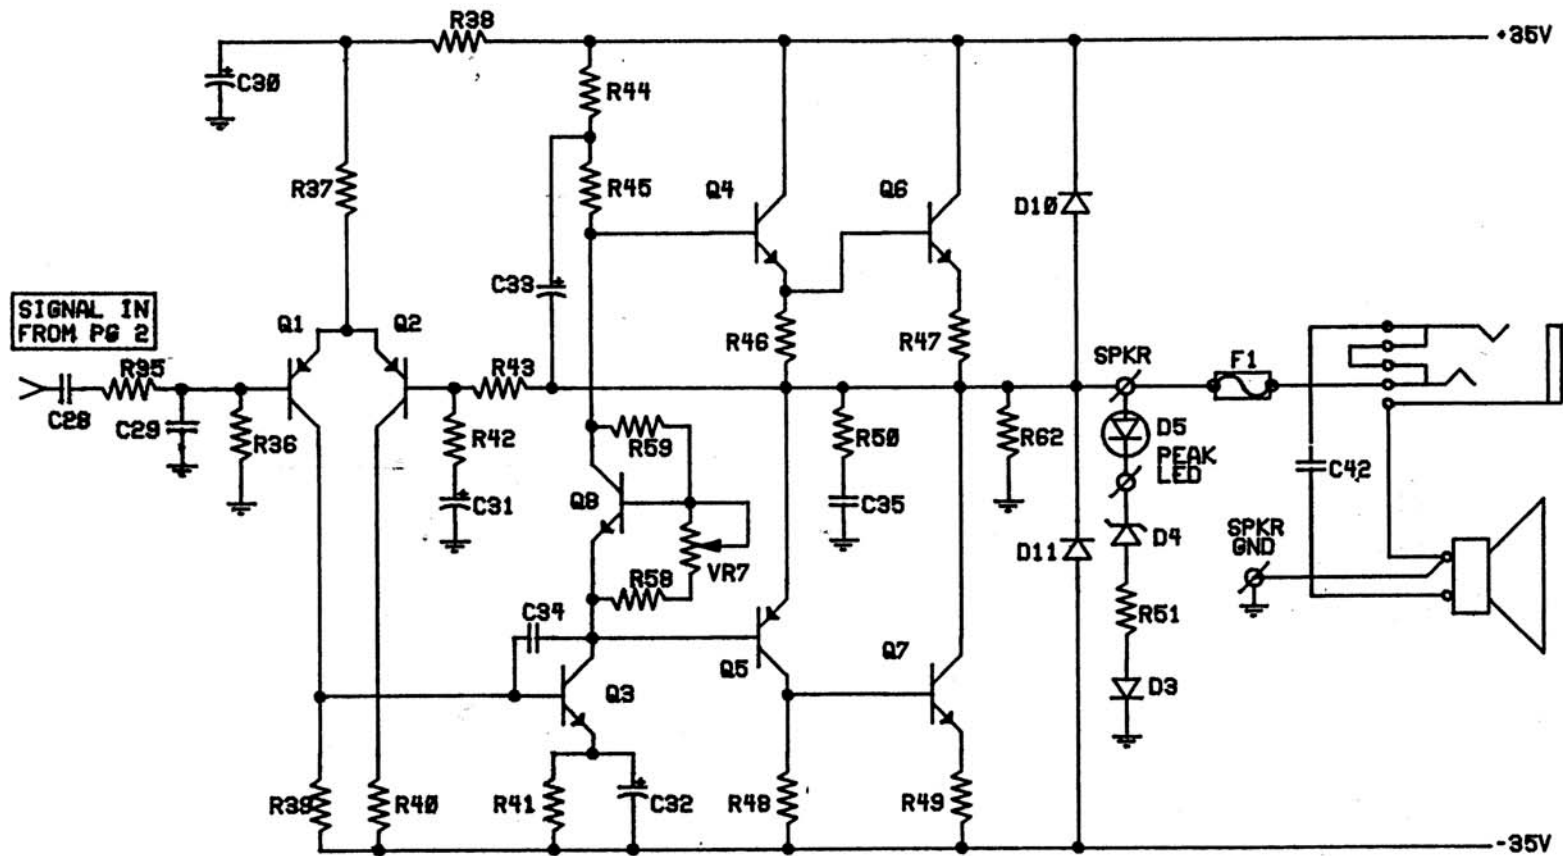 R38
+35V
C30
R44
R37
R45
Q4
Q6
D10
C33
SIGNAL IN
FROM PG 2
Q1
Q2
R95
R43
R46
R47
SPKR
F1
C28
C29
R36
R42
R59
R50
R62
D5
PEAK
LED
C42
C31
Q8
C35
VR7
D11
D4
SPKR
GND
R58
C34
R51
Q5
Q7
Q3
D3
R39
R40
R41
C32
R48
R49
-35V